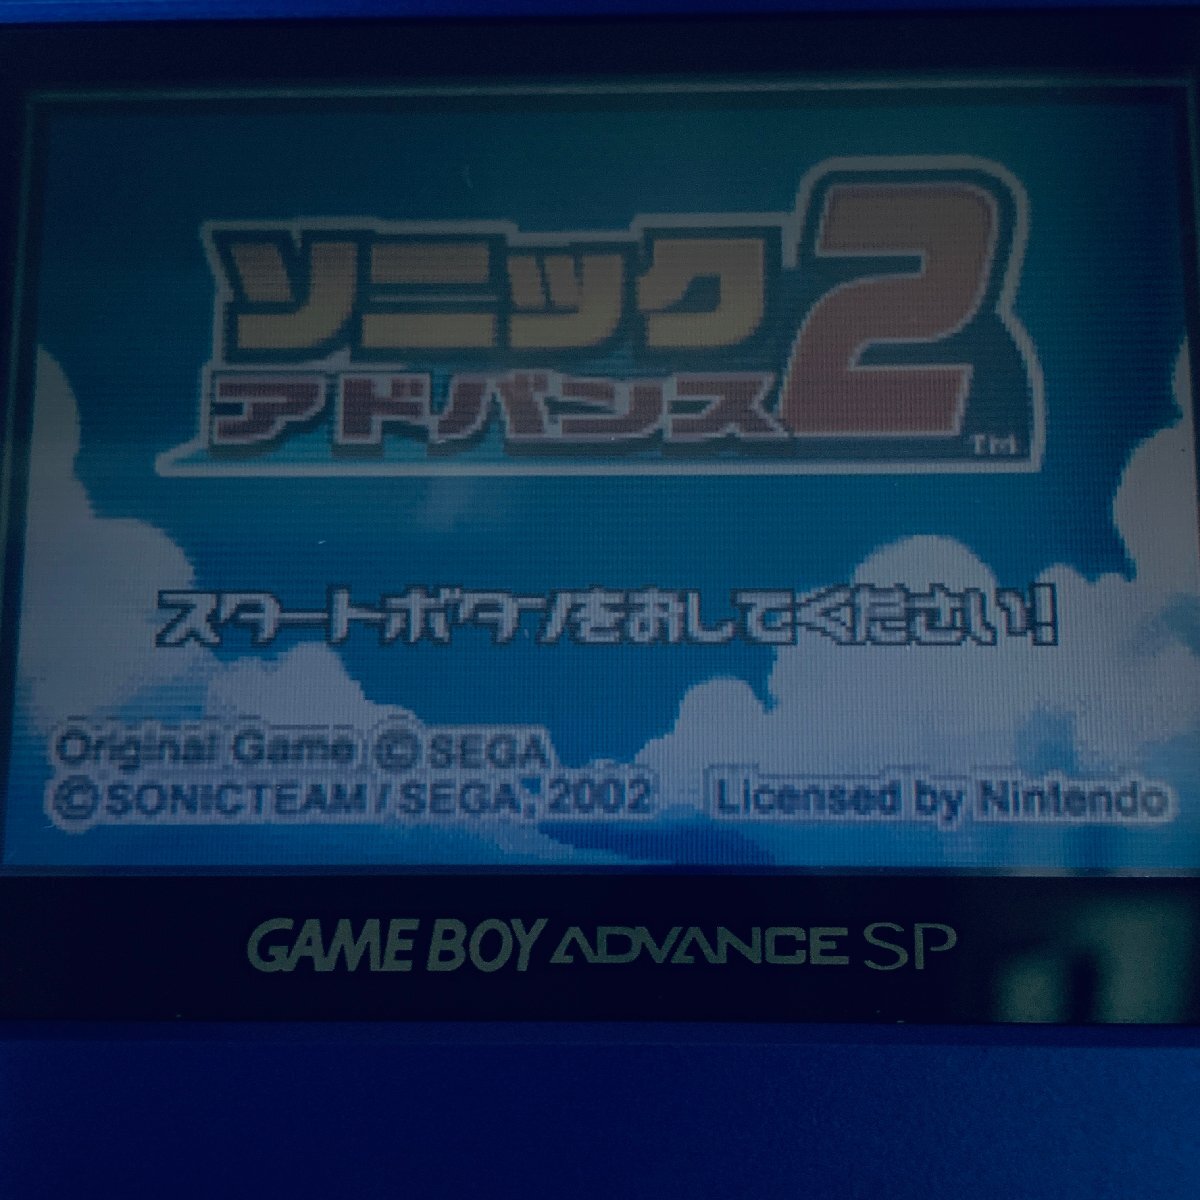 ソニック
アドバンス2
TM
スタートボタンをおしてください!
Original Game ©SEGA
©SONICTEAM/SEGA, 2002 Licensed by Nintendo
GAME BOY ADVANCE SP